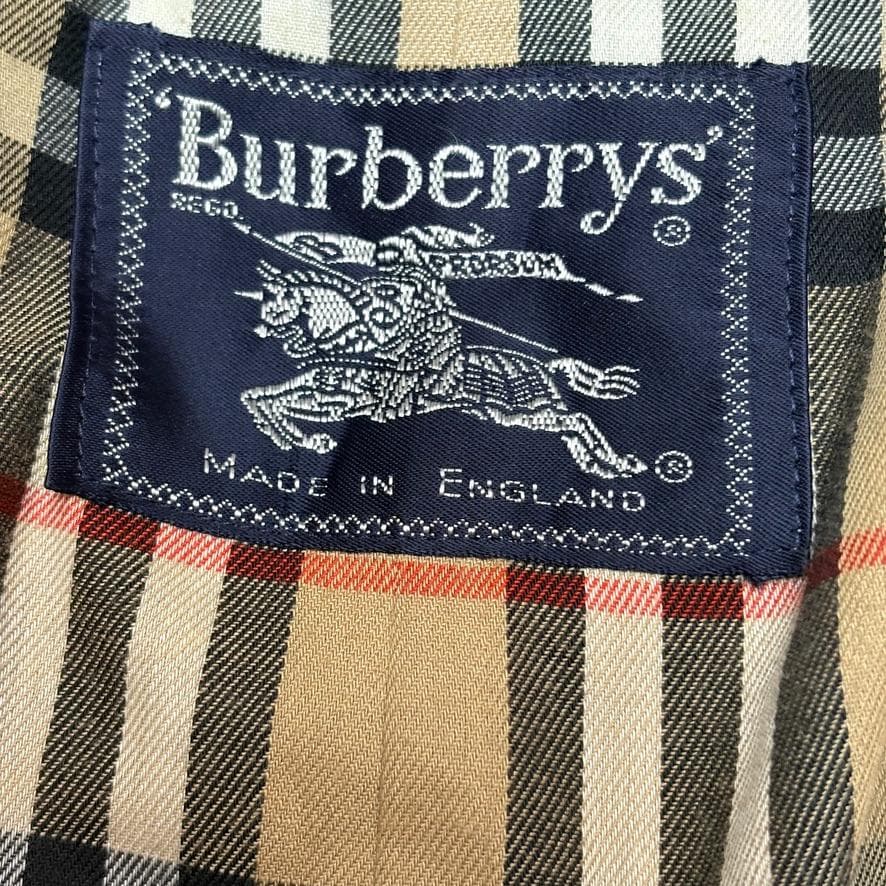 'Burberrys'
REGD. ®
PRORSUM
®
MADE IN ENGLAND